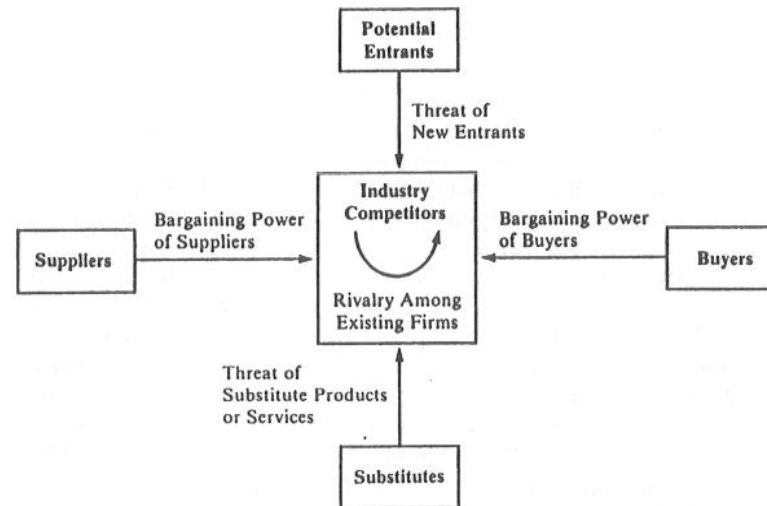 Potential
Entrants
Threat of
New Entrants
Industry
Competitors
Bargaining Power
of Suppliers
Bargaining Power
of Buyers
Suppliers
Buyers
Rivalry Among
Existing Firms
Threat of
Substitute Products
or Services
Substitutes